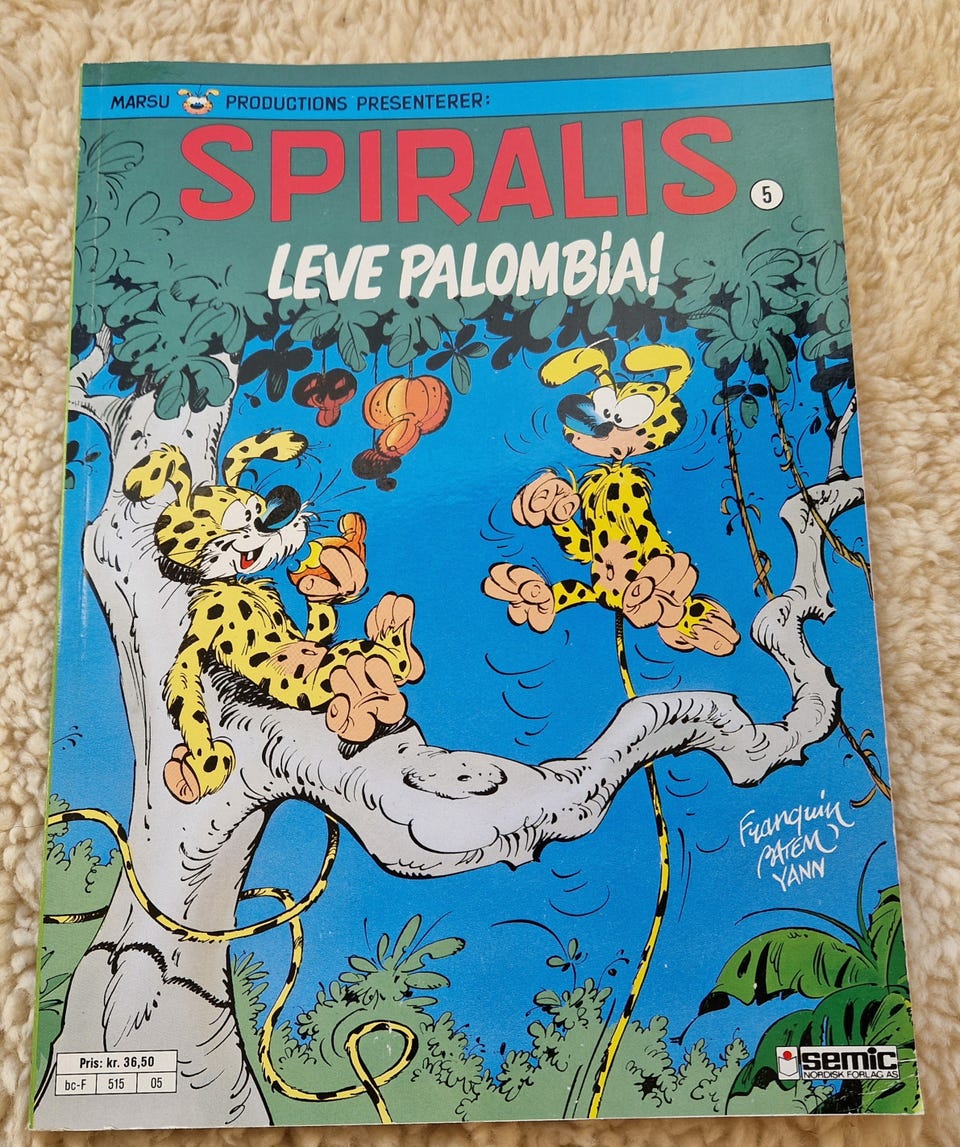 MARSU PRODUCTIONS PRESENTERER:
SPIRALIS
5
LEVE PALOMBiA!
Franquin
BATEM
YANN
Pris: kr. 36,50
bc-F 515 05
semic
NORDISK FORLAG AS